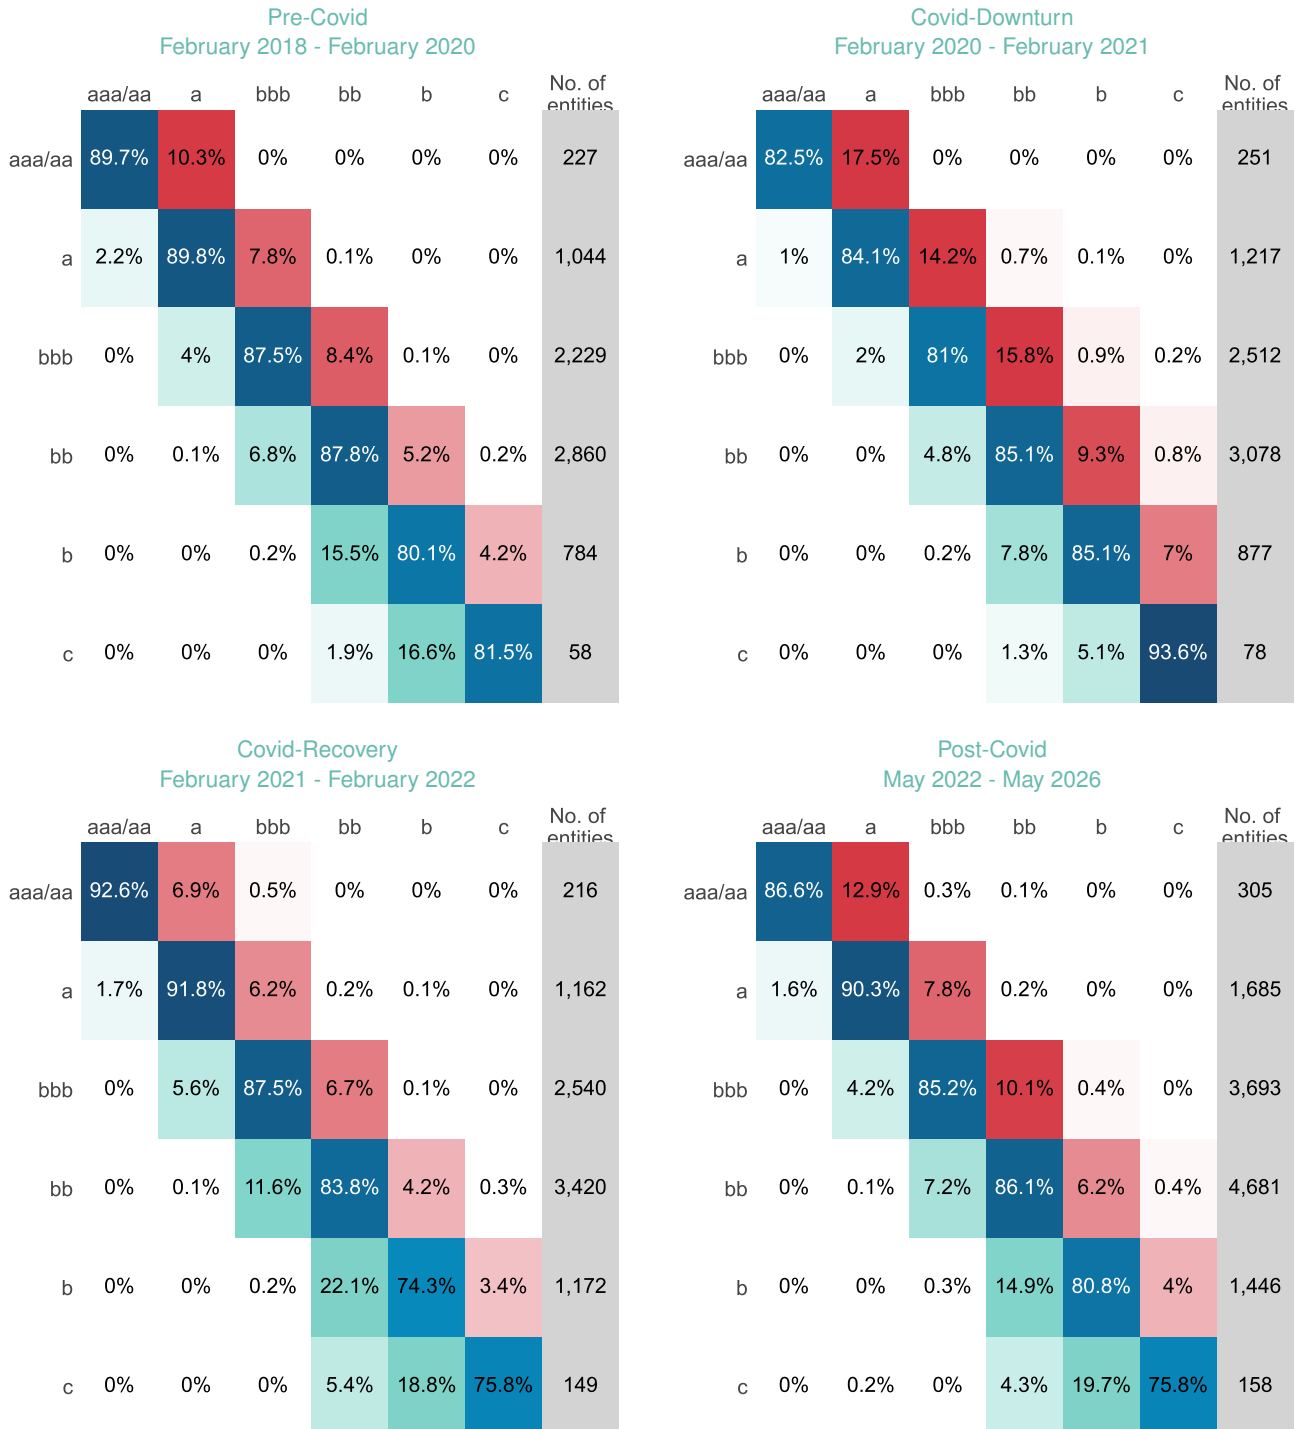 Pre-Covid
February 2018 - February 2020
aaa/aa a bbb bb b c No. of entities
aaa/aa 89.7% 10.3% 0% 0% 0% 0% 227
a 2.2% 89.8% 7.8% 0.1% 0% 0% 1,044
bbb 0% 4% 87.5% 8.4% 0.1% 0% 2,229
bb 0% 0.1% 6.8% 87.8% 5.2% 0.2% 2,860
b 0% 0% 0.2% 15.5% 80.1% 4.2% 784
c 0% 0% 0% 1.9% 16.6% 81.5% 58
Covid-Downturn
February 2020 - February 2021
aaa/aa a bbb bb b c No. of entities
aaa/aa 82.5% 17.5% 0% 0% 0% 0% 251
a 1% 84.1% 14.2% 0.7% 0.1% 0% 1,217
bbb 0% 2% 81% 15.8% 0.9% 0.2% 2,512
bb 0% 0% 4.8% 85.1% 9.3% 0.8% 3,078
b 0% 0% 0.2% 7.8% 85.1% 7% 877
c 0% 0% 0% 1.3% 5.1% 93.6% 78
Covid-Recovery
February 2021 - February 2022
aaa/aa a bbb bb b c No. of entities
aaa/aa 92.6% 6.9% 0.5% 0% 0% 0% 216
a 1.7% 91.8% 6.2% 0.2% 0.1% 0% 1,162
bbb 0% 5.6% 87.5% 6.7% 0.1% 0% 2,540
bb 0% 0.1% 11.6% 83.8% 4.2% 0.3% 3,420
b 0% 0% 0.2% 22.1% 74.3% 3.4% 1,172
c 0% 0% 0% 5.4% 18.8% 75.8% 149
Post-Covid
May 2022 - May 2026
aaa/aa a bbb bb b c No. of entities
aaa/aa 86.6% 12.9% 0.3% 0.1% 0% 0% 305
a 1.6% 90.3% 7.8% 0.2% 0% 0% 1,685
bbb 0% 4.2% 85.2% 10.1% 0.4% 0% 3,693
bb 0% 0.1% 7.2% 86.1% 6.2% 0.4% 4,681
b 0% 0% 0.3% 14.9% 80.8% 4% 1,446
c 0% 0.2% 0% 4.3% 19.7% 75.8% 158